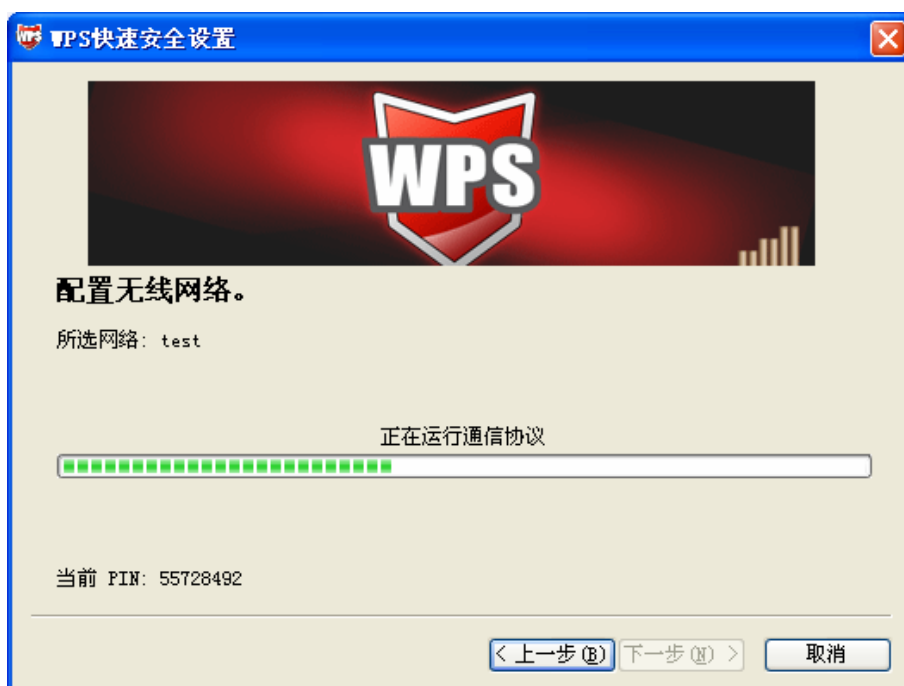 WPS快速安全设置
WPS
配置无线网络。
所选网络: test
正在运行通信协议
当前 PIN: 55728492
< 上一步(B) 下一步(N) > 取消